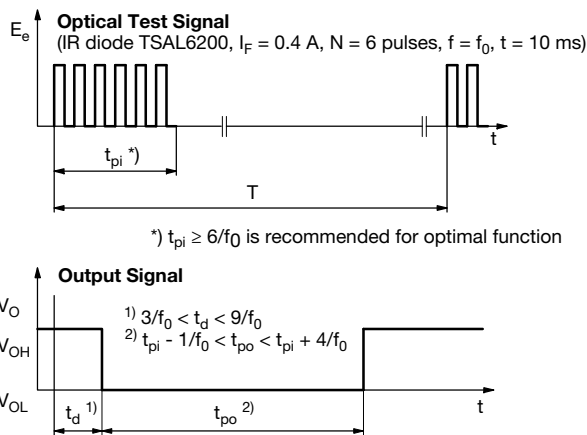 Optical Test Signal
E_e
(IR diode TSAL6200, I_F = 0.4 A, N = 6 pulses, f = f_0, t = 10 ms)
t
t_pi *)
T
*) t_pi ≥ 6/f_0 is recommended for optimal function
Output Signal
V_O
V_OH
V_OL
1) 3/f_0 < t_d < 9/f_0
2) t_pi - 1/f_0 < t_po < t_pi + 4/f_0
t_d 1)
t_po 2)
t